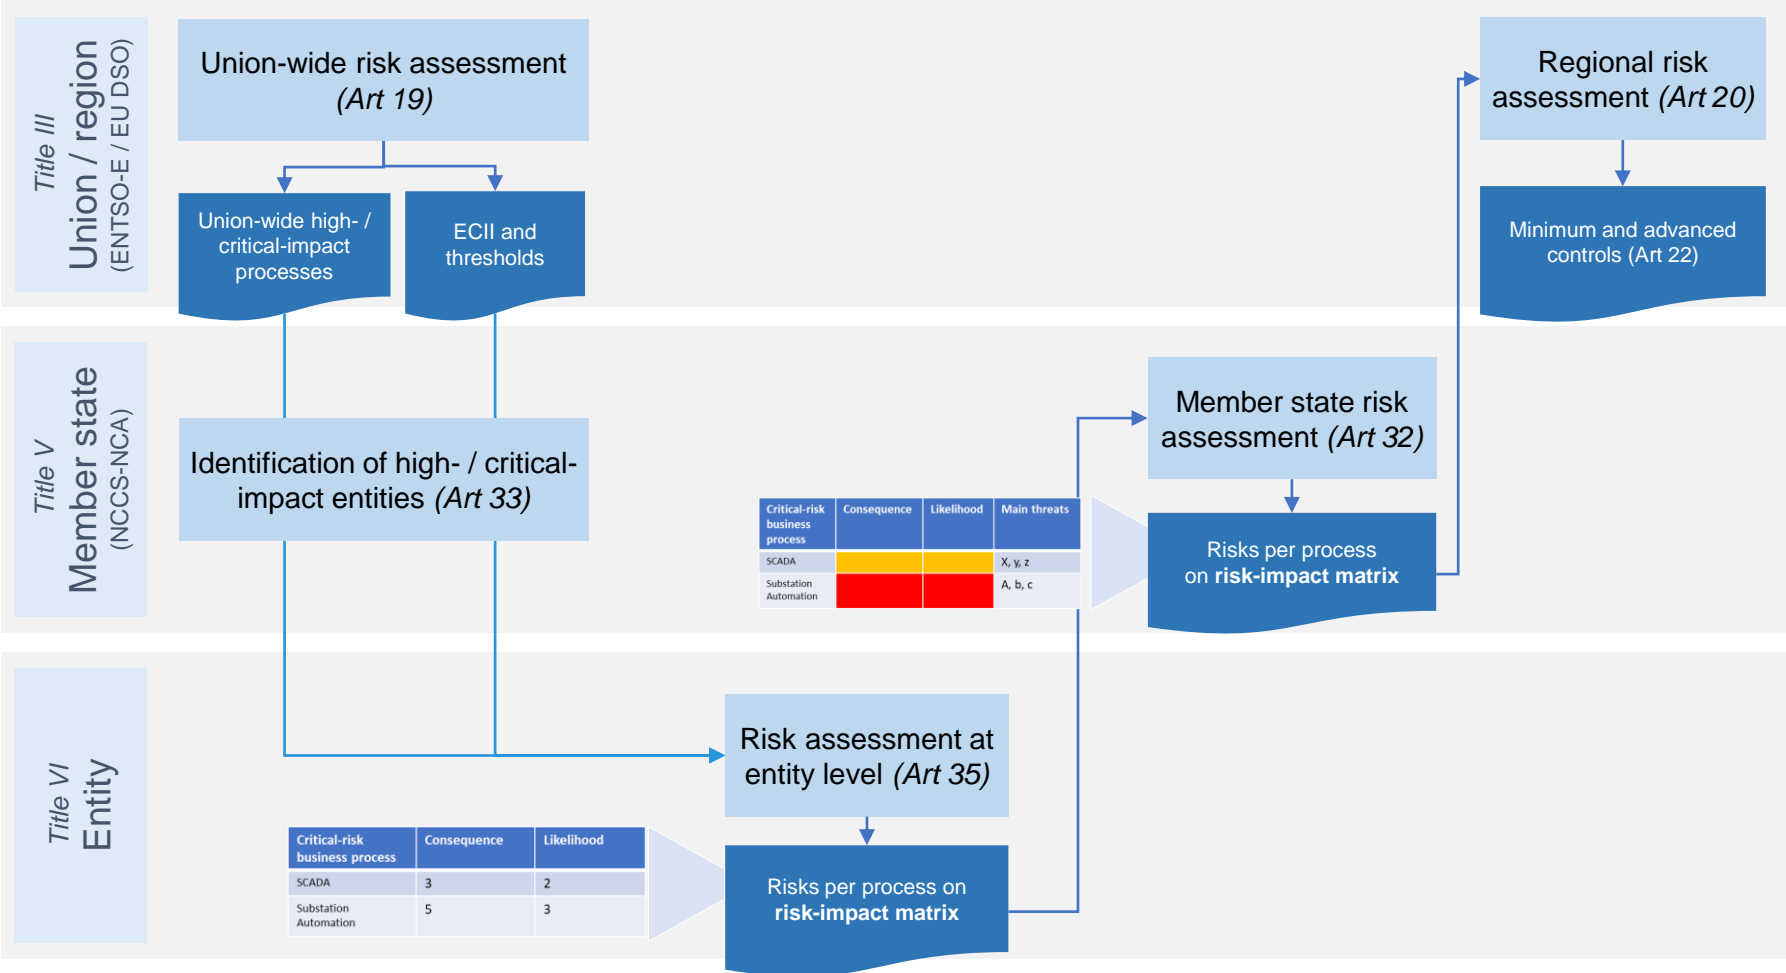 Title III
Union / region
(ENTSO-E / EU DSO)
Union-wide risk assessment
(Art 19)
Union-wide high- /
critical-impact
processes
ECII and
thresholds
Regional risk
assessment (Art 20)
Minimum and advanced
controls (Art 22)
Title V
Member state
(NCCS-NCA)
Identification of high- / critical-
impact entities (Art 33)
Member state risk
assessment (Art 32)
Critical-risk
business
process
Consequence
Likelihood
Main threats
SCADA
X, y, z
Substation
Automation
A, b, c
Risks per process
on risk-impact matrix
Title VI
Entity
Risk assessment at
entity level (Art 35)
Critical-risk
business process
Consequence
Likelihood
SCADA
3
2
Substation
Automation
5
3
Risks per process on
risk-impact matrix